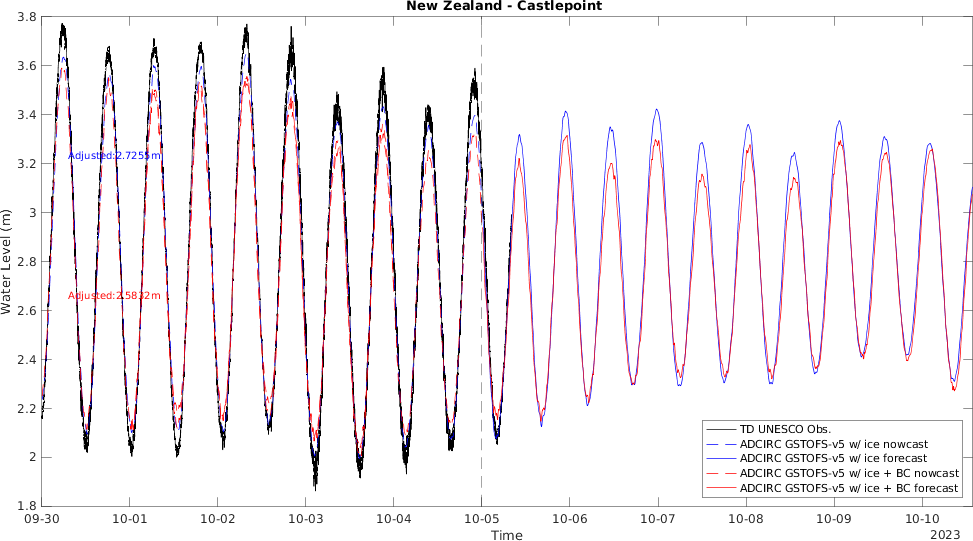 New Zealand - Castlepoint
3.8
3.6
3.4
3.2
3
2.8
2.6
2.4
2.2
2
1.8
Water Level (m)
Adjusted:2.7255m
Adjusted:2.5832m
TD UNESCO Obs.
ADCIRC GSTOFS-v5 w/ ice nowcast
ADCIRC GSTOFS-v5 w/ ice forecast
ADCIRC GSTOFS-v5 w/ ice + BC nowcast
ADCIRC GSTOFS-v5 w/ ice + BC forecast
09-30 10-01 10-02 10-03 10-04 10-05 10-06 10-07 10-08 10-09 10-10
Time
2023